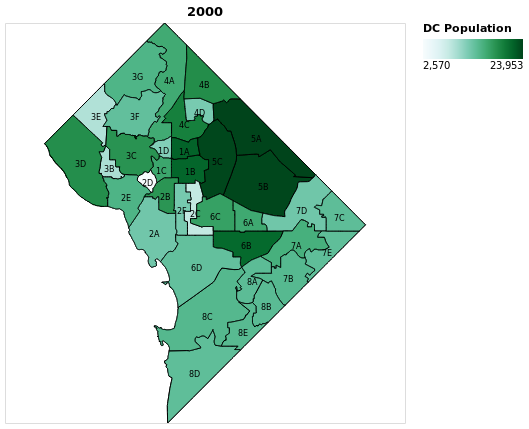 2000
DC Population
2,570 23,953
3G
4A
4B
3E
3F
4D
4C
5A
3D
3C
1D
1A
5C
3B
1C
1B
2D
5B
2E
2B
2F
2C
6C
6A
7D
7C
2A
6B
7A
7E
6D
8A
7B
8B
8C
8E
8D